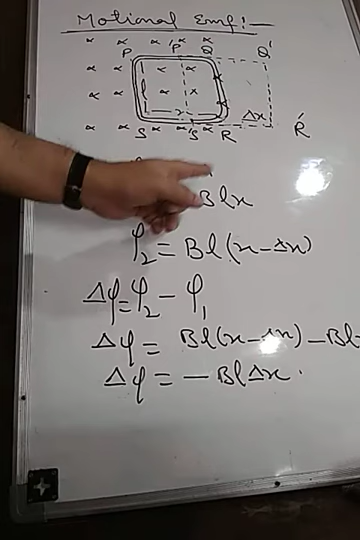 Motional Emf :—
× × × × ×
P P' Q Q'
× × × ×
l
× × × ×
x Δx
× × × × ×
S S' R R'
Blx
φ₂ = Bl(x-Δx)
Δφ = φ₂ - φ₁
Δφ = Bl(x-Δx) - Bl
Δφ = - BlΔx .